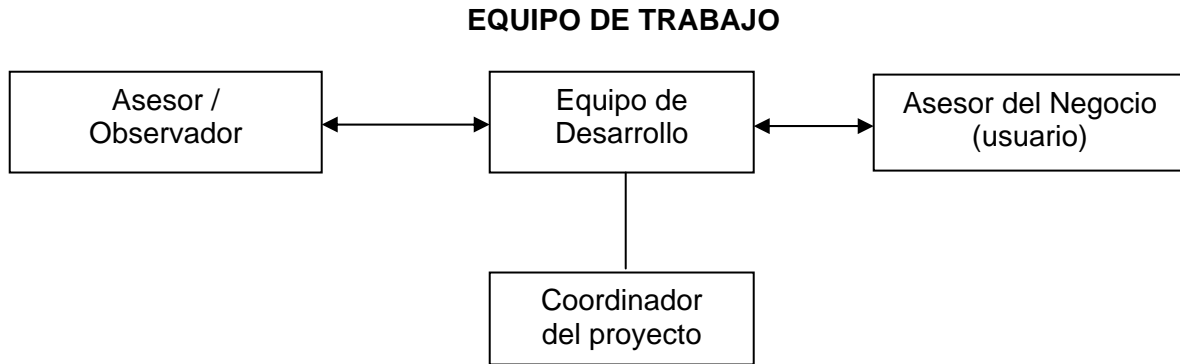 EQUIPO DE TRABAJO
Asesor /
Observador
Equipo de
Desarrollo
Asesor del Negocio
(usuario)
Coordinador
del proyecto